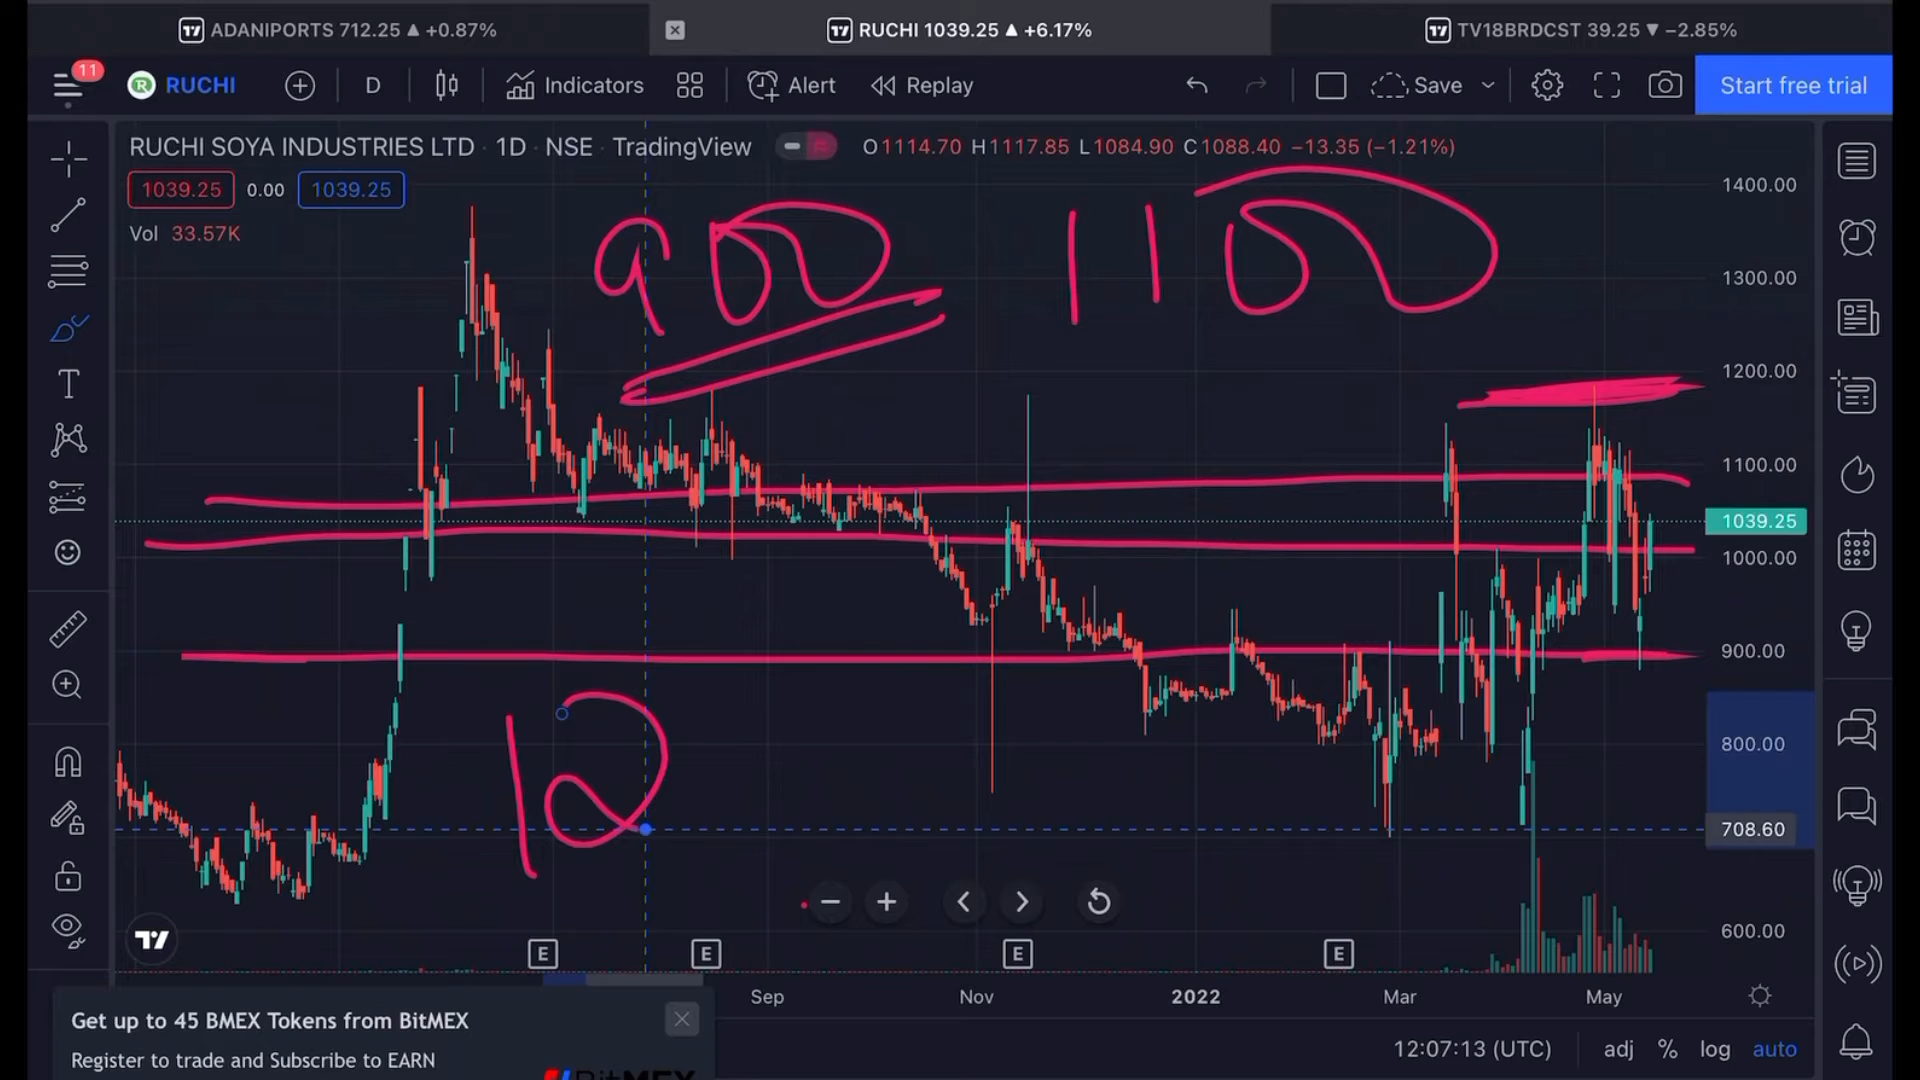 ADANIPORTS 712.25 ▲ +0.87%
RUCHI 1039.25 ▲ +6.17%
TV18BRDCST 39.25 ▼ −2.85%
11
RUCHI
D
Indicators
Alert
Replay
Save
Start free trial
RUCHI SOYA INDUSTRIES LTD · 1D · NSE · TradingView
O1114.70 H1117.85 L1084.90 C1088.40 −13.35 (−1.21%)
1039.25 0.00 1039.25
Vol 33.57K
900 1100
12
1400.00
1300.00
1200.00
1100.00
1039.25
1000.00
900.00
800.00
708.60
600.00
E E E E
Sep Nov 2022 Mar May
Get up to 45 BMEX Tokens from BitMEX
Register to trade and Subscribe to EARN
BitMEX
12:07:13 (UTC) adj % log auto